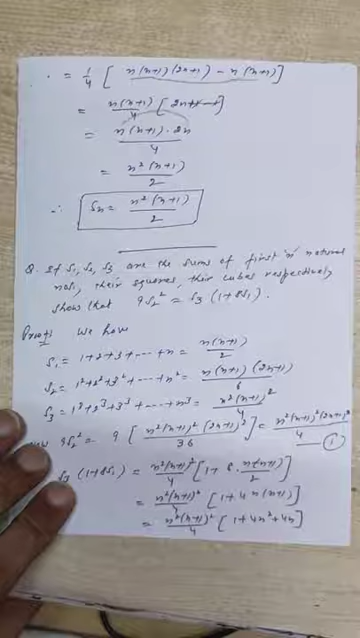 . = 1/4 [ n(n+1)(2n+1) - n(n+1) ]
= n(n+1)/4 [ 2n+1-1 ]
= n(n+1).2n/4
= n²(n+1)/2
∴ Sn = n²(n+1)/2
Q. If S1, S2, S3 are the sums of first 'n' natural
nos, their squares, their cubes respectively
show that 9S2² = S3 (1+8S1).
Proof: We have
S1 = 1+2+3+---+n = n(n+1)/2
S2 = 1²+2²+3²+---+n² = n(n+1)(2n+1)/6
S3 = 1³+2³+3³+---+n³ = n²(n+1)²/4
9S2² = 9 [ n²(n+1)²(2n+1)²/36 ] = n²(n+1)²(2n+1)²/4 — ①
S3 (1+8S1) = n²(n+1)²/4 [ 1+8.n(n+1)/2 ]
= n²(n+1)²/4 [ 1+4n(n+1) ]
= n²(n+1)²/4 [ 1+4n²+4n ]